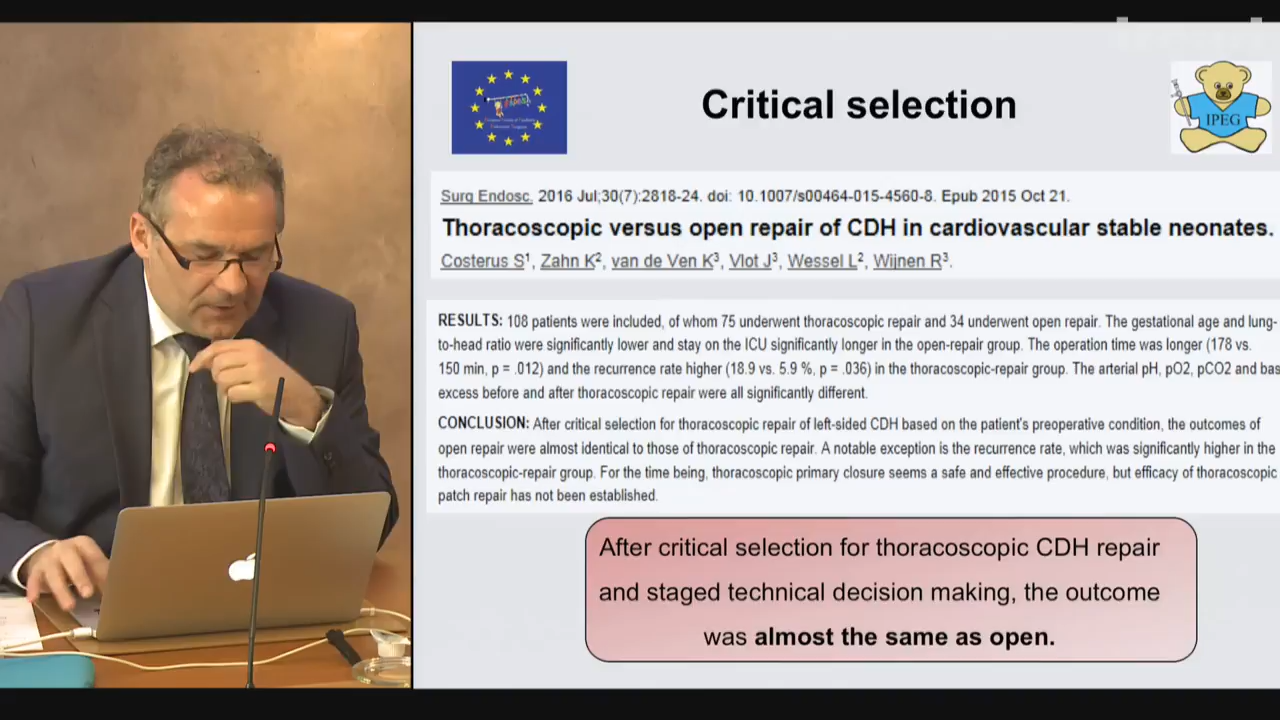 Critical selection
IPEG
Surg Endosc. 2016 Jul;30(7):2818-24. doi: 10.1007/s00464-015-4560-8. Epub 2015 Oct 21.
Thoracoscopic versus open repair of CDH in cardiovascular stable neonates.
Costerus S1, Zahn K2, van de Ven K3, Vlot J3, Wessel L2, Wijnen R3.
RESULTS: 108 patients were included, of whom 75 underwent thoracoscopic repair and 34 underwent open repair. The gestational age and lung-
to-head ratio were significantly lower and stay on the ICU significantly longer in the open-repair group. The operation time was longer (178 vs.
150 min, p = .012) and the recurrence rate higher (18.9 vs. 5.9 %, p = .036) in the thoracoscopic-repair group. The arterial pH, pO2, pCO2 and bas
excess before and after thoracoscopic repair were all significantly different.
CONCLUSION: After critical selection for thoracoscopic repair of left-sided CDH based on the patient's preoperative condition, the outcomes of
open repair were almost identical to those of thoracoscopic repair. A notable exception is the recurrence rate, which was significantly higher in the
thoracoscopic-repair group. For the time being, thoracoscopic primary closure seems a safe and effective procedure, but efficacy of thoracoscopic
patch repair has not been established.
After critical selection for thoracoscopic CDH repair
and staged technical decision making, the outcome
was almost the same as open.